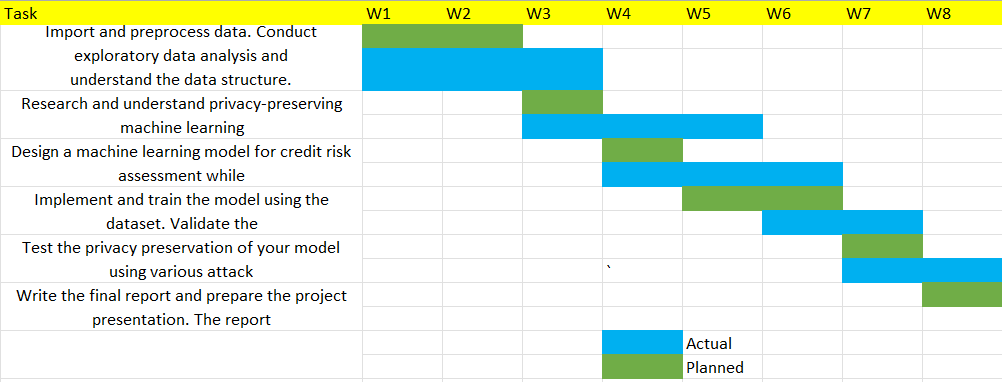 Task W1 W2 W3 W4 W5 W6 W7 W8
Import and preprocess data. Conduct
exploratory data analysis and
understand the data structure.
Research and understand privacy-preserving
machine learning
Design a machine learning model for credit risk
assessment while
Implement and train the model using the
dataset. Validate the
Test the privacy preservation of your model
using various attack `
Write the final report and prepare the project
presentation. The report
Actual
Planned